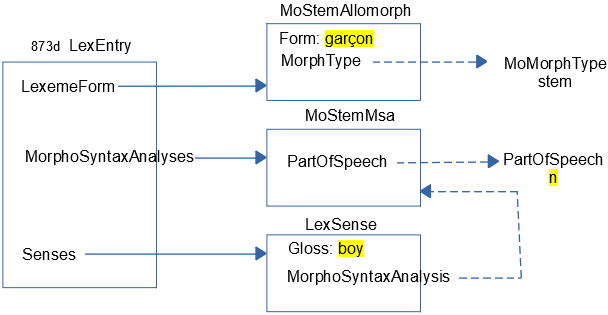 MoStemAllomorph
873d LexEntry
Form: garçon
MorphType
MoMorphType
stem
LexemeForm
MoStemMsa
MorphoSyntaxAnalyses
PartOfSpeech
PartOfSpeech
n
LexSense
Senses
Gloss: boy
MorphoSyntaxAnalysis